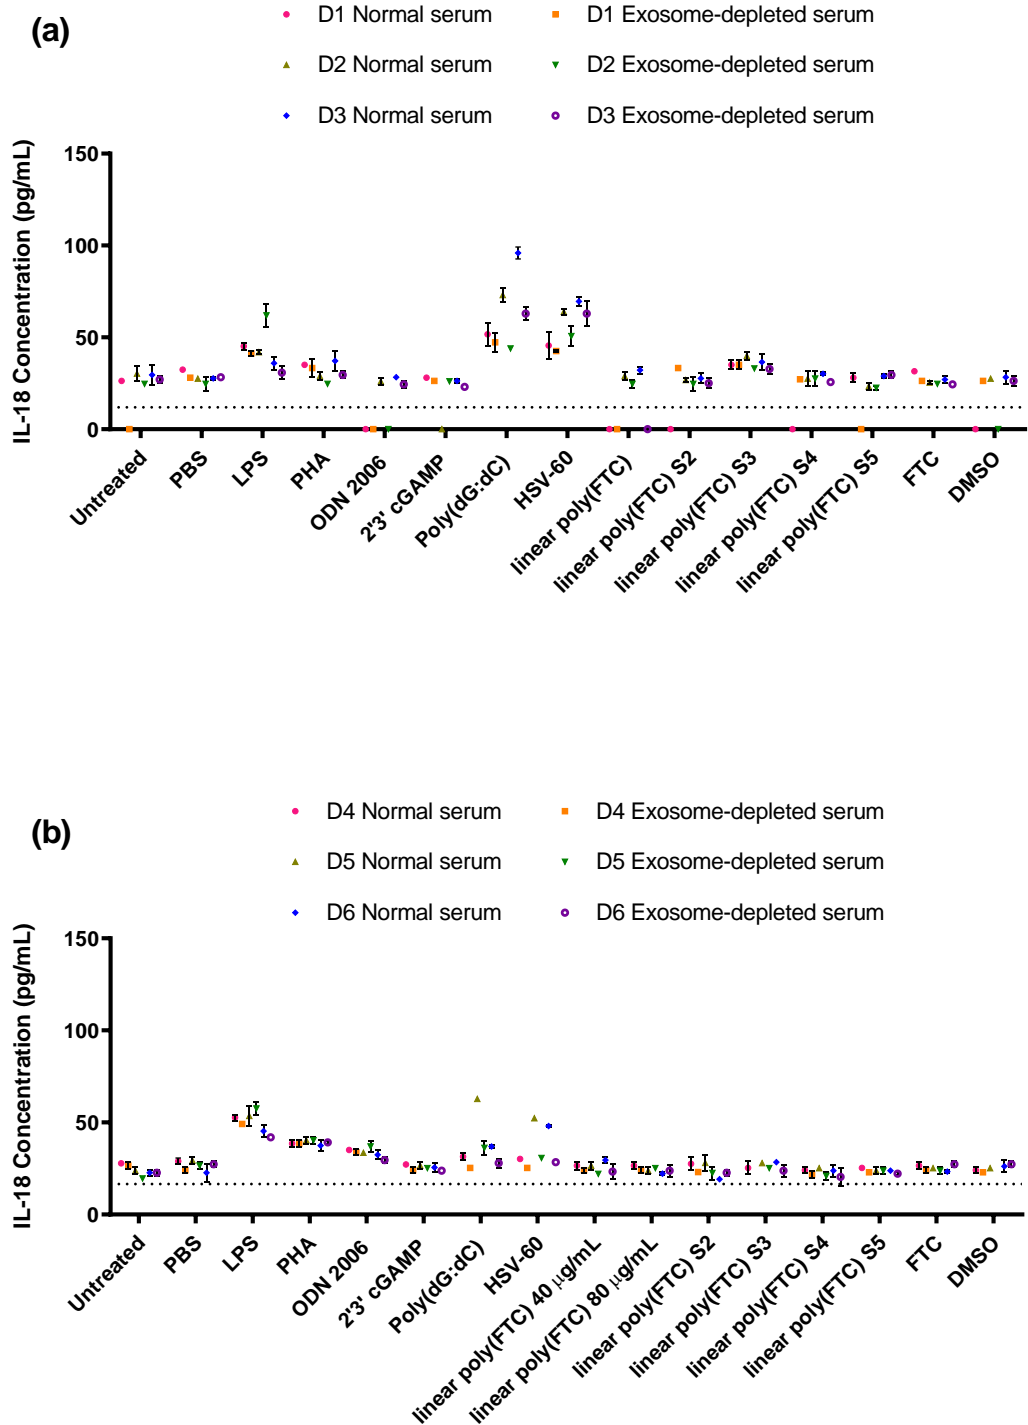 (a)
D1 Normal serum
D1 Exosome-depleted serum
D2 Normal serum
D2 Exosome-depleted serum
D3 Normal serum
D3 Exosome-depleted serum
IL-18 Concentration (pg/mL)
150
100
50
0
Untreated
PBS
LPS
PHA
ODN 2006
2'3' cGAMP
Poly(dG:dC)
HSV-60
linear poly(FTC)
linear poly(FTC) S2
linear poly(FTC) S3
linear poly(FTC) S4
linear poly(FTC) S5
FTC
DMSO
(b)
D4 Normal serum
D4 Exosome-depleted serum
D5 Normal serum
D5 Exosome-depleted serum
D6 Normal serum
D6 Exosome-depleted serum
IL-18 Concentration (pg/mL)
150
100
50
0
Untreated
PBS
LPS
PHA
ODN 2006
2'3' cGAMP
Poly(dG:dC)
HSV-60
linear poly(FTC) 40 μg/mL
linear poly(FTC) 80 μg/mL
linear poly(FTC) S2
linear poly(FTC) S3
linear poly(FTC) S4
linear poly(FTC) S5
FTC
DMSO